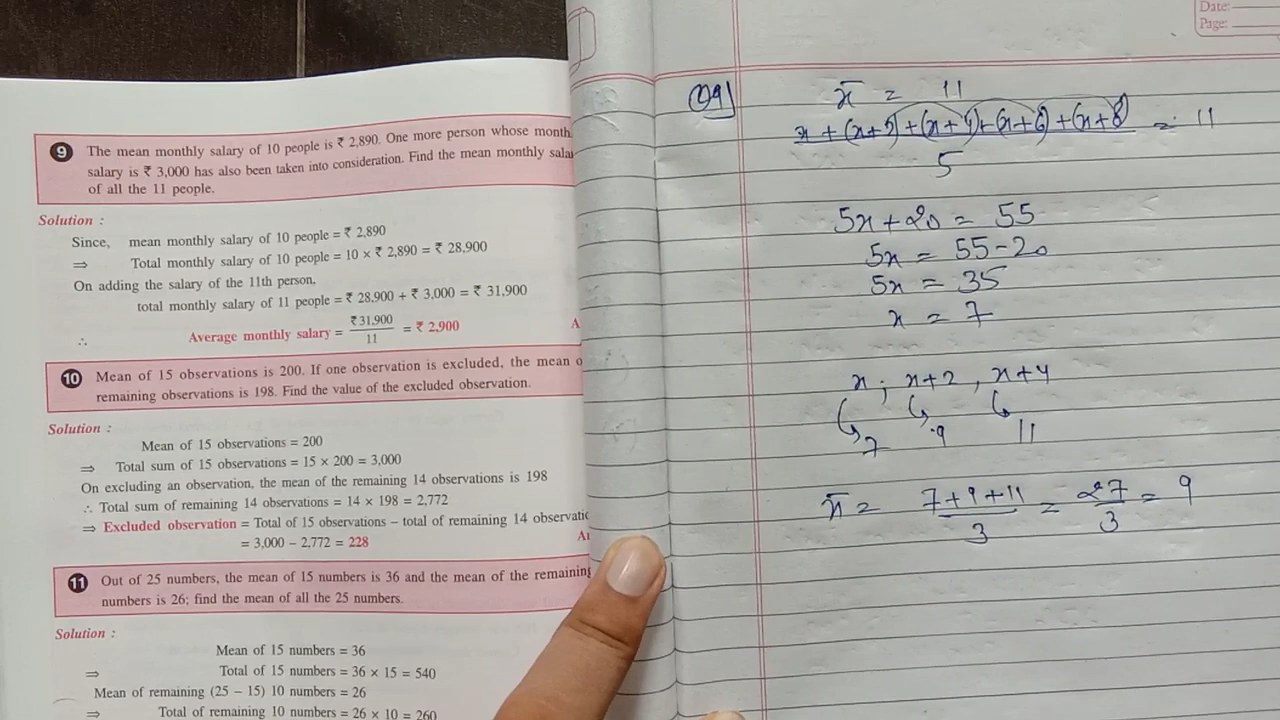 9 The mean monthly salary of 10 people is ₹ 2,890. One more person whose month
salary is ₹ 3,000 has also been taken into consideration. Find the mean monthly sala
of all the 11 people.
Solution :
Since, mean monthly salary of 10 people = ₹ 2,890
⇒ Total monthly salary of 10 people = 10 × ₹ 2,890 = ₹ 28,900
On adding the salary of the 11th person,
total monthly salary of 11 people = ₹ 28,900 + ₹ 3,000 = ₹ 31,900
∴ Average monthly salary = ₹31,900 / 11 = ₹ 2,900 A
10 Mean of 15 observations is 200. If one observation is excluded, the mean o
remaining observations is 198. Find the value of the excluded observation.
Solution :
Mean of 15 observations = 200
⇒ Total sum of 15 observations = 15 × 200 = 3,000
On excluding an observation, the mean of the remaining 14 observations is 198
∴ Total sum of remaining 14 observations = 14 × 198 = 2,772
⇒ Excluded observation = Total of 15 observations – total of remaining 14 observatio
= 3,000 – 2,772 = 228 A
11 Out of 25 numbers, the mean of 15 numbers is 36 and the mean of the remaining
numbers is 26; find the mean of all the 25 numbers.
Solution :
Mean of 15 numbers = 36
⇒ Total of 15 numbers = 36 × 15 = 540
Mean of remaining (25 – 15) 10 numbers = 26
⇒ Total of remaining 10 numbers = 26 × 10 = 260
Date:
Page:
Q9] x̄ = 11
x + (x+2) + (x+4) + (x+6) + (x+8) / 5 = 11
5x + 20 = 55
5x = 55-20
5x = 35
x = 7
x, x+2, x+4
7 9 11
x̄ = 7+9+11 / 3 = 27 / 3 = 9